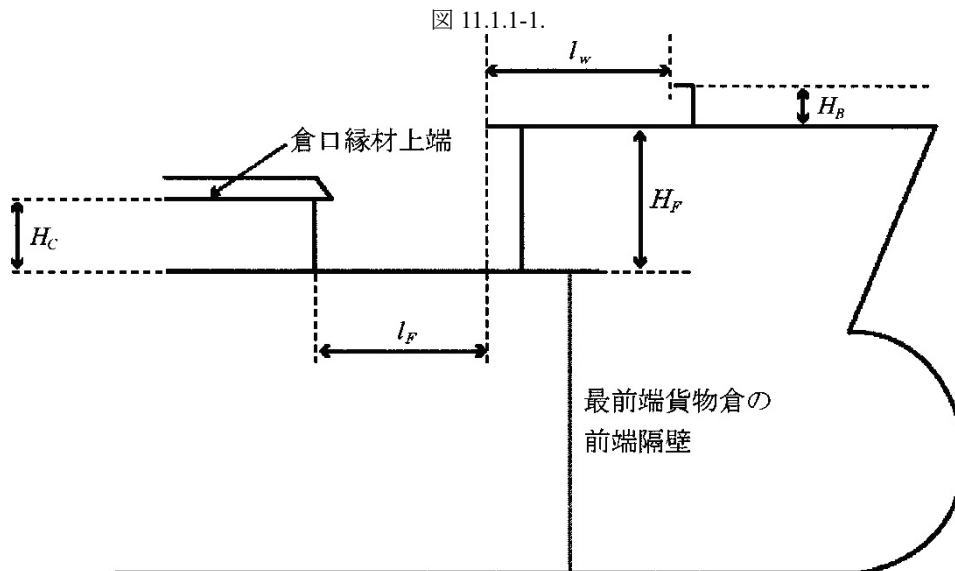 図 11.1.1-1.
l_w
H_B
倉口縁材上端
H_F
H_C
l_F
最前端貨物倉の
前端隔壁